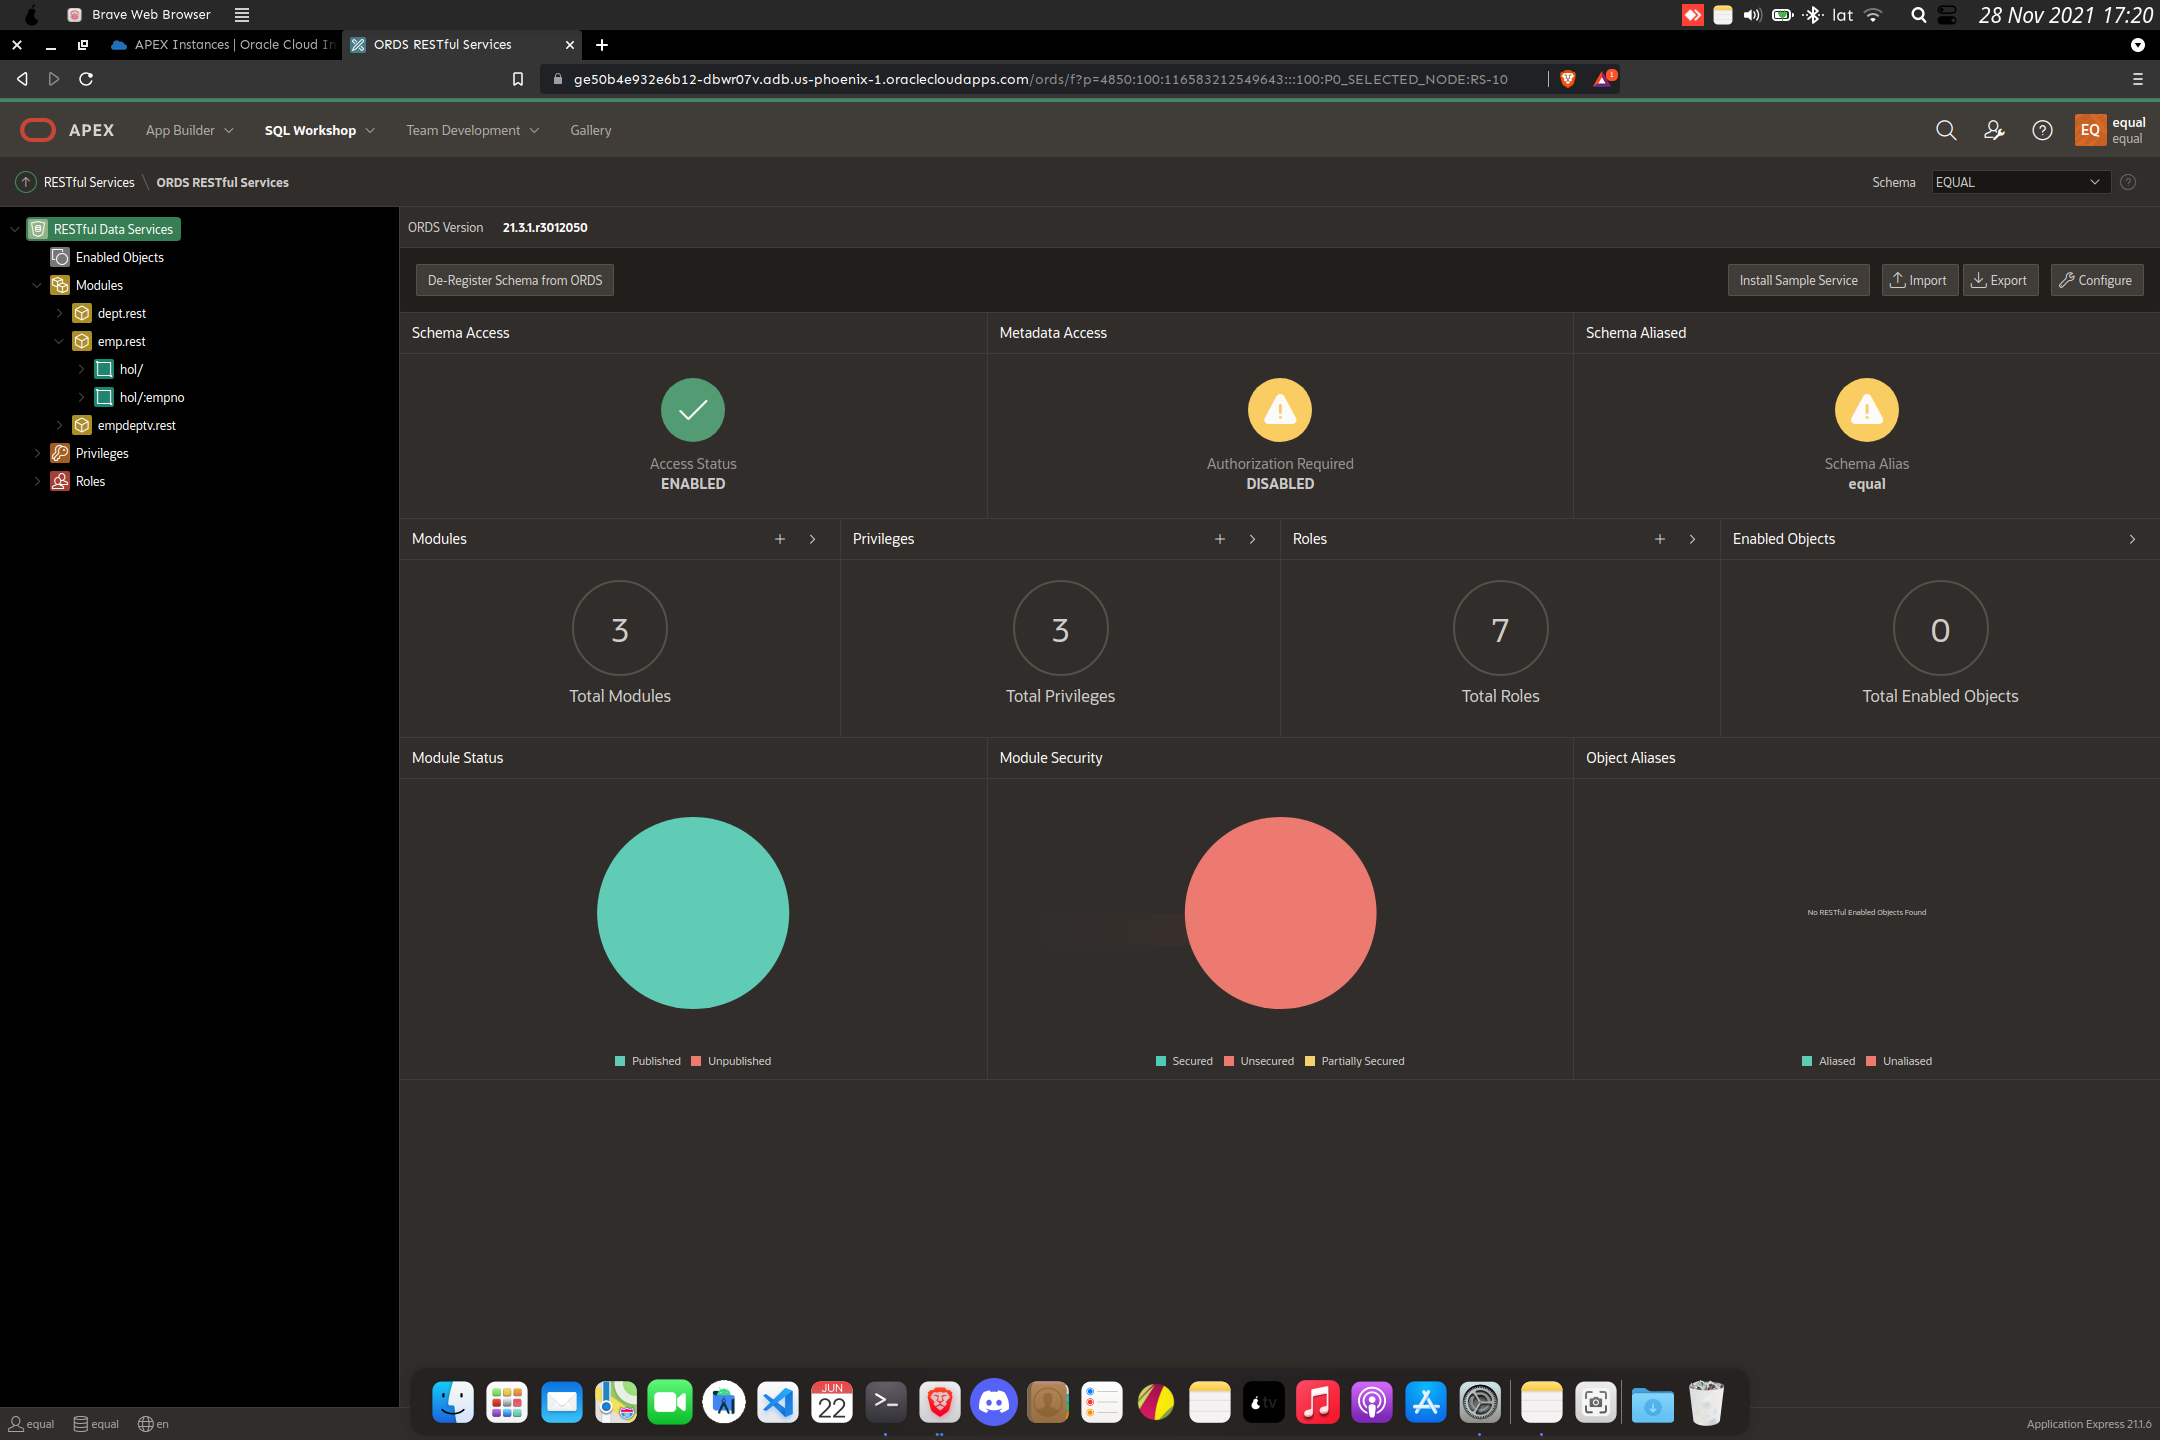 Brave Web Browser
lat
28 Nov 2021 17:20
APEX Instances | Oracle Cloud In
ORDS RESTful Services
ge50b4e932e6b12-dbwr07v.adb.us-phoenix-1.oraclecloudapps.com/ords/f?p=4850:100:116583212549643:::100:P0_SELECTED_NODE:RS-10
1
APEX
App Builder
SQL Workshop
Team Development
Gallery
EQ
equal
equal
RESTful Services \ ORDS RESTful Services
Schema
EQUAL
RESTful Data Services
Enabled Objects
Modules
dept.rest
emp.rest
hol/
hol/:empno
empdeptv.rest
Privileges
Roles
ORDS Version 21.3.1.r3012050
De-Register Schema from ORDS
Install Sample Service
Import
Export
Configure
Schema Access
Access Status
ENABLED
Metadata Access
Authorization Required
DISABLED
Schema Aliased
Schema Alias
equal
Modules
3
Total Modules
Privileges
3
Total Privileges
Roles
7
Total Roles
Enabled Objects
0
Total Enabled Objects
Module Status
Published Unpublished
Module Security
Secured Unsecured Partially Secured
Object Aliases
No RESTful Enabled Objects Found
Aliased Unaliased
JUN
22
tv
equal equal en
Application Express 21.1.6